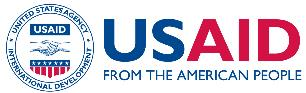 UNITED STATES AGENCY
USAID
INTERNATIONAL DEVELOPMENT
USAID
FROM THE AMERICAN PEOPLE